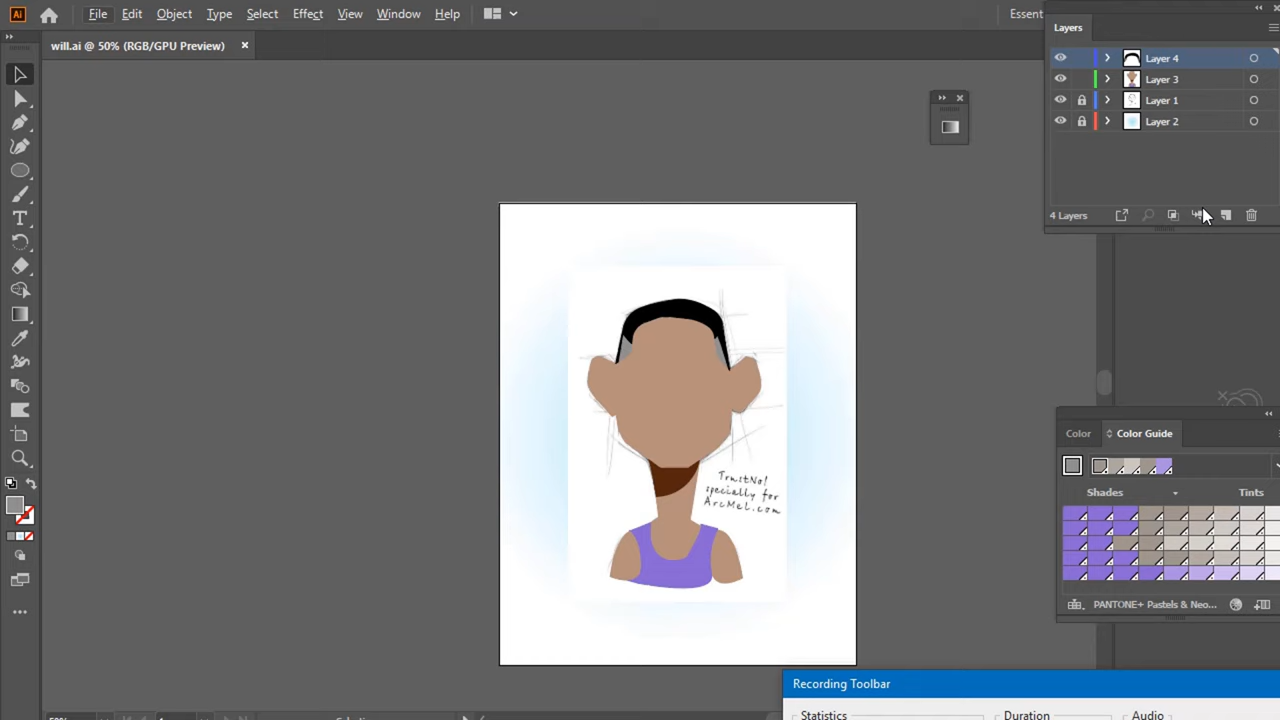 Ai
File Edit Object Type Select Effect View Window Help
Essent
will.ai @ 50% (RGB/GPU Preview) ×
Layers
Layer 4
Layer 3
Layer 1
Layer 2
4 Layers
TrustNo1
specially for
ArcMel.com
Color Color Guide
Shades Tints
PANTONE+ Pastels & Neo...
Recording Toolbar
Statistics Duration Audio